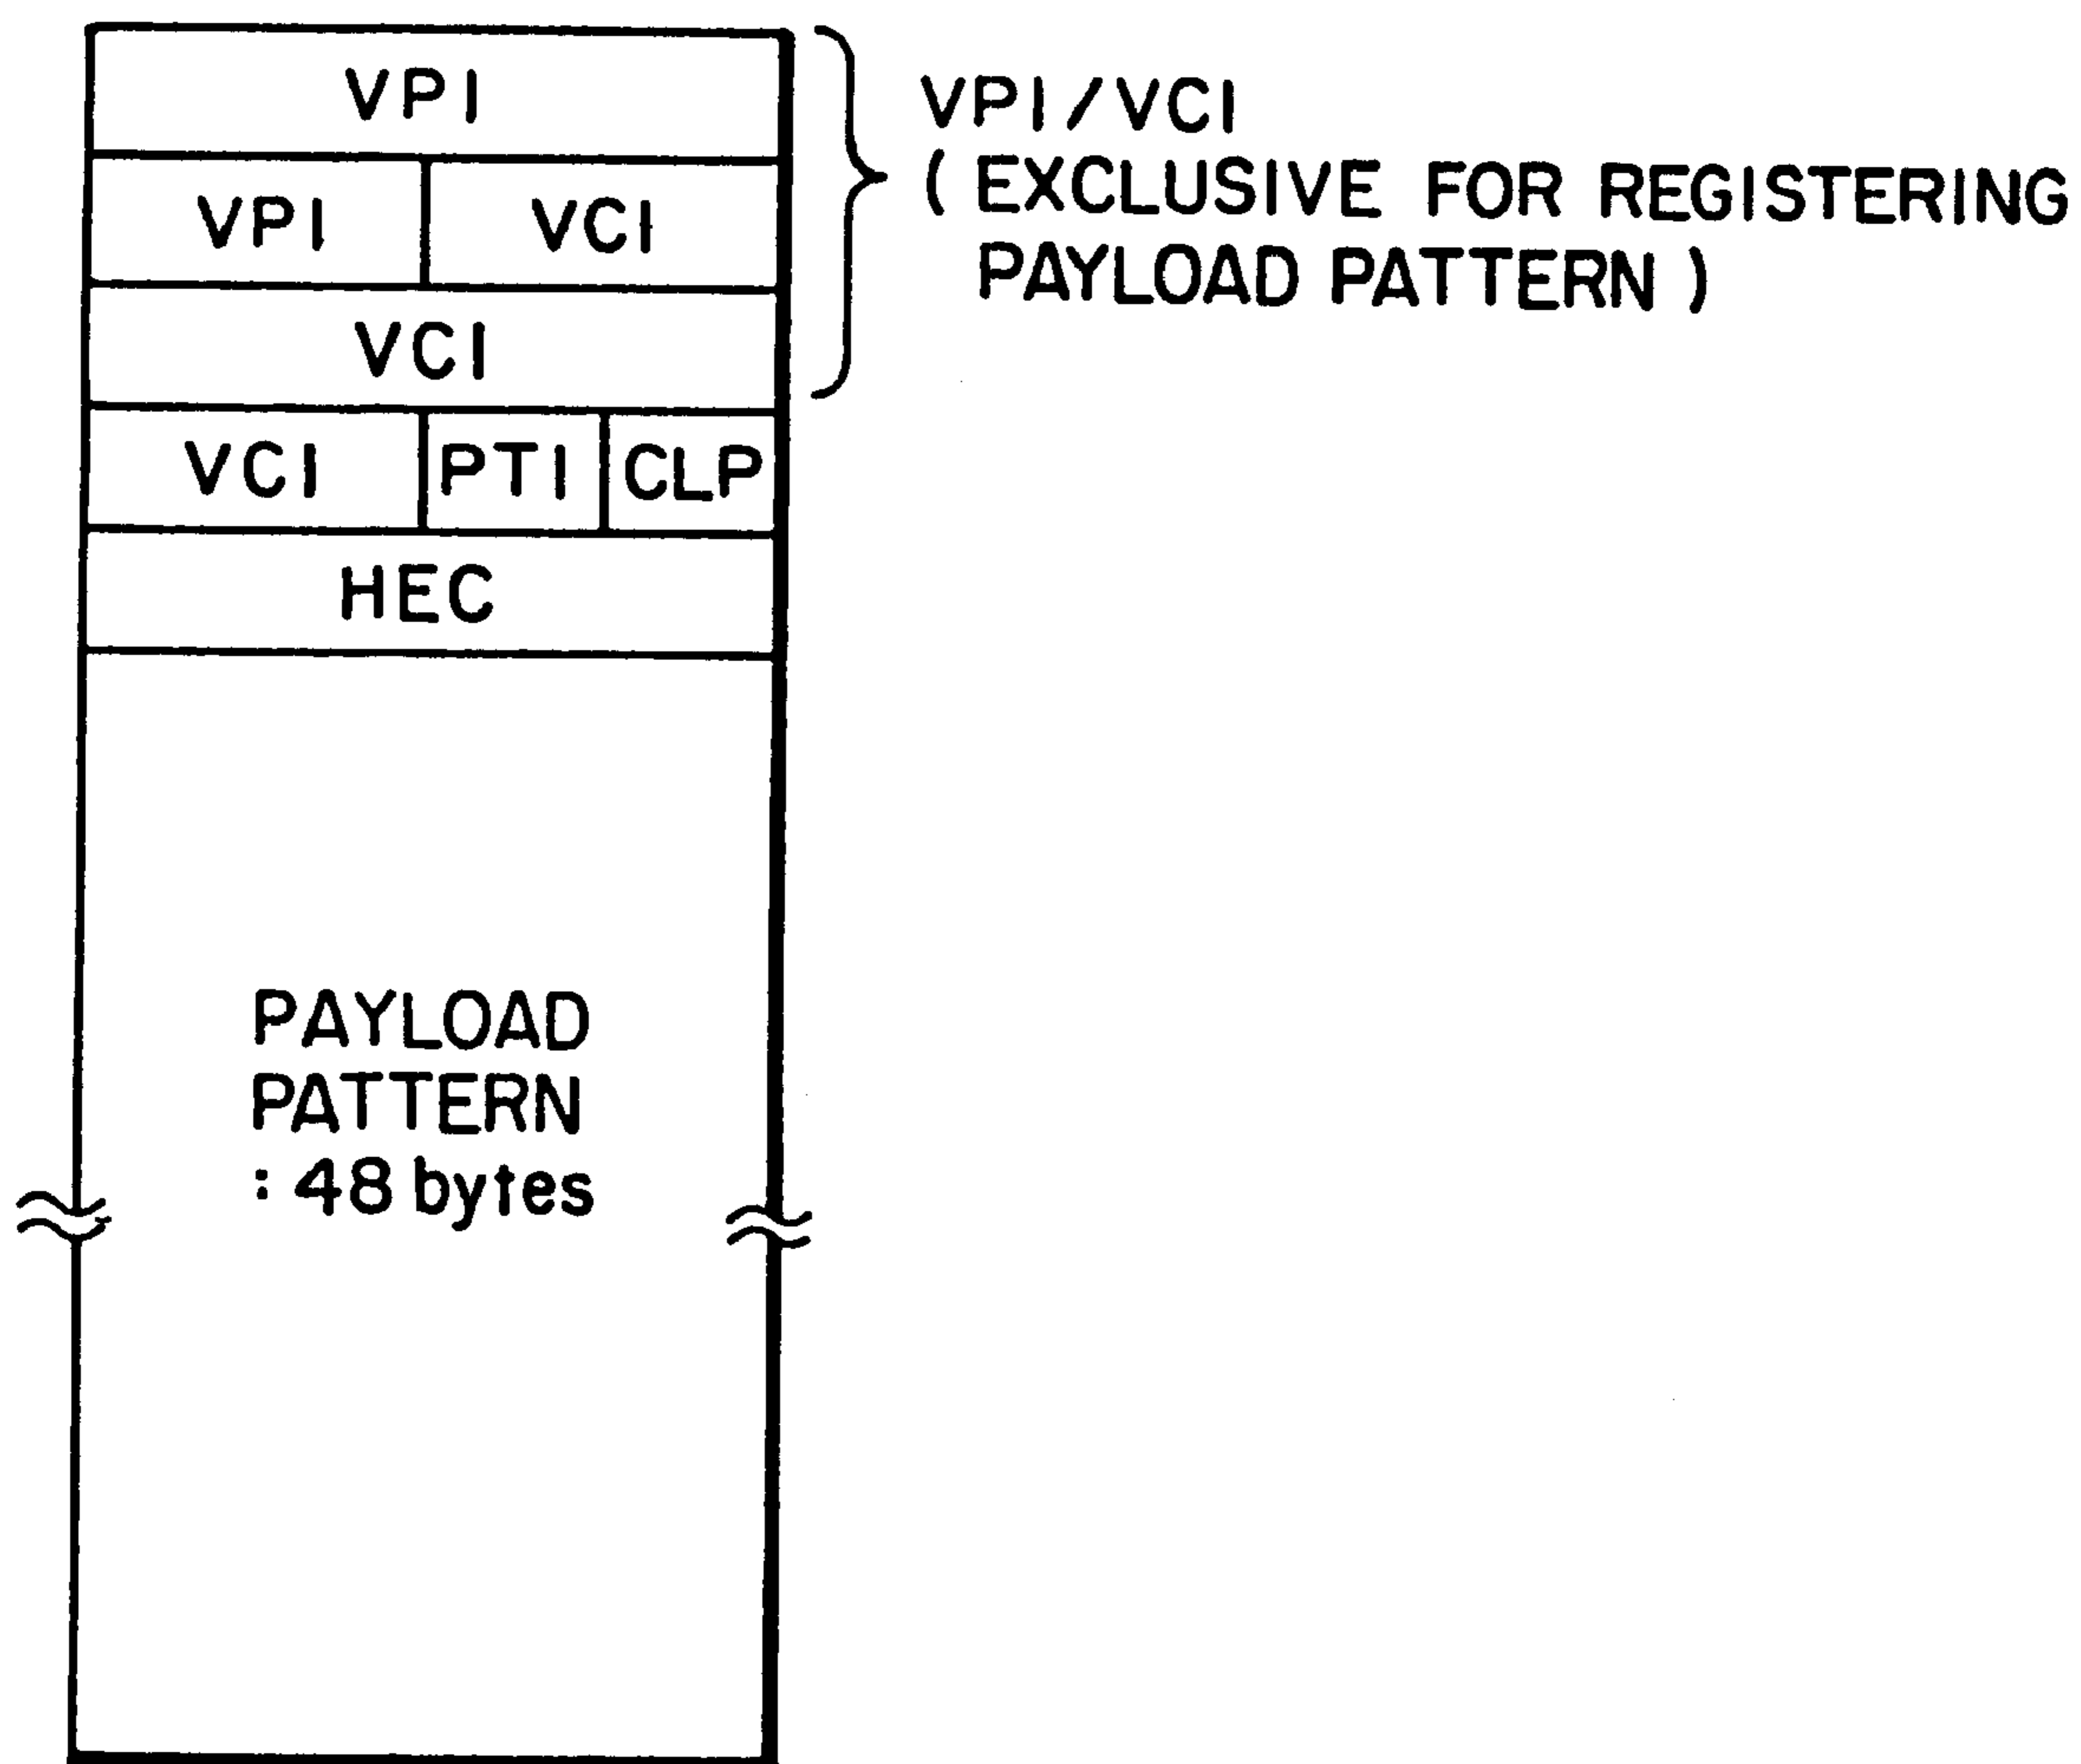 VPI
VPI VCI
VCI
VCI PTI CLP
HEC
PAYLOAD
PATTERN
: 48 bytes
VPI/VCI
( EXCLUSIVE FOR REGISTERING
PAYLOAD PATTERN )